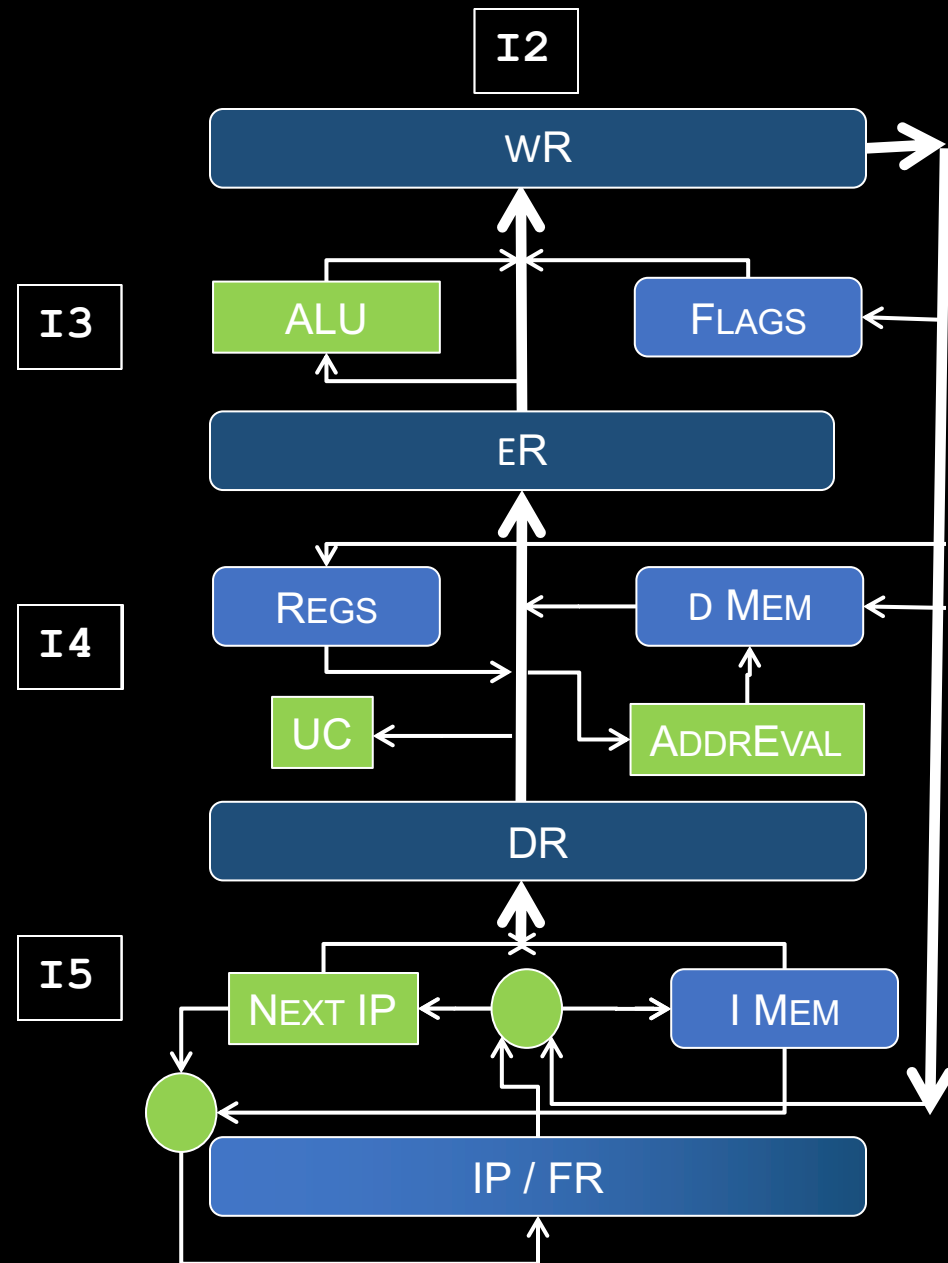 I2
WR
I3
ALU
FLAGS
ER
REGS
D MEM
I4
UC
ADDREVAL
DR
I5
NEXT IP
I MEM
IP / FR